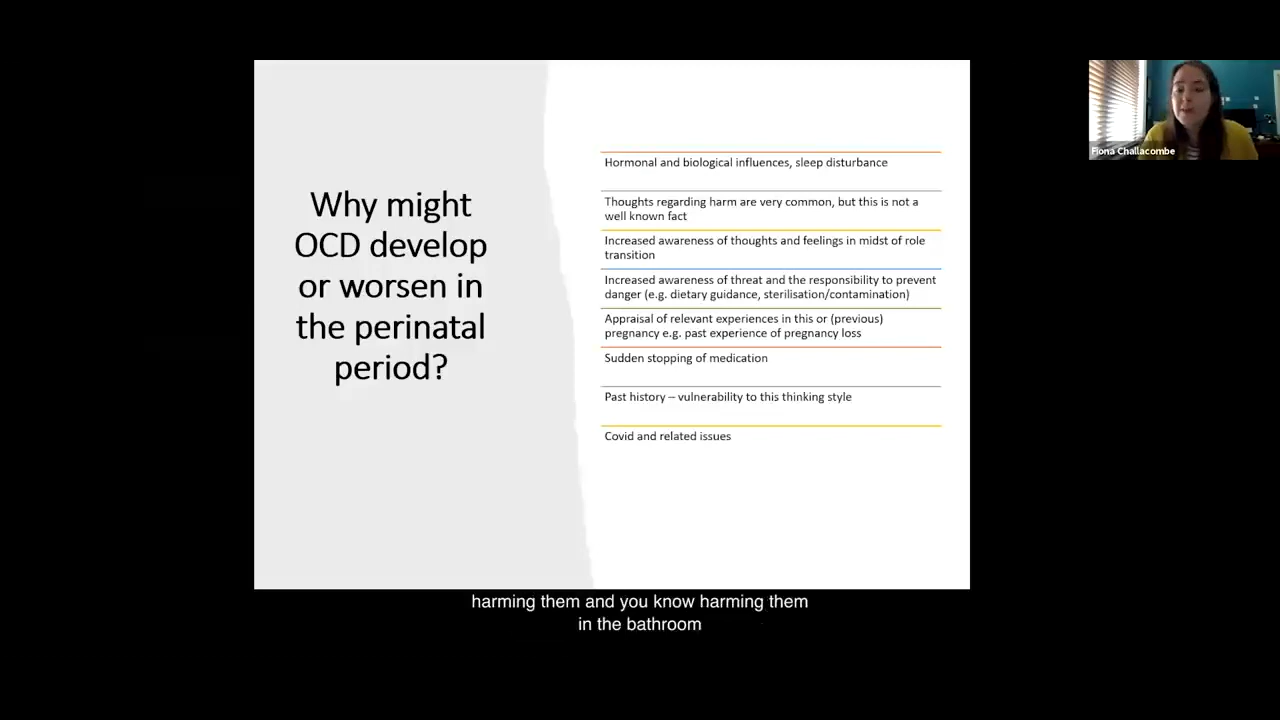 Why might
OCD develop
or worsen in
the perinatal
period?
Hormonal and biological influences, sleep disturbance
Thoughts regarding harm are very common, but this is not a
well known fact
Increased awareness of thoughts and feelings in midst of role
transition
Increased awareness of threat and the responsibility to prevent
danger (e.g. dietary guidance, sterilisation/contamination)
Appraisal of relevant experiences in this or (previous)
pregnancy e.g. past experience of pregnancy loss
Sudden stopping of medication
Past history – vulnerability to this thinking style
Covid and related issues
Fiona Challacombe
harming them and you know harming them
in the bathroom